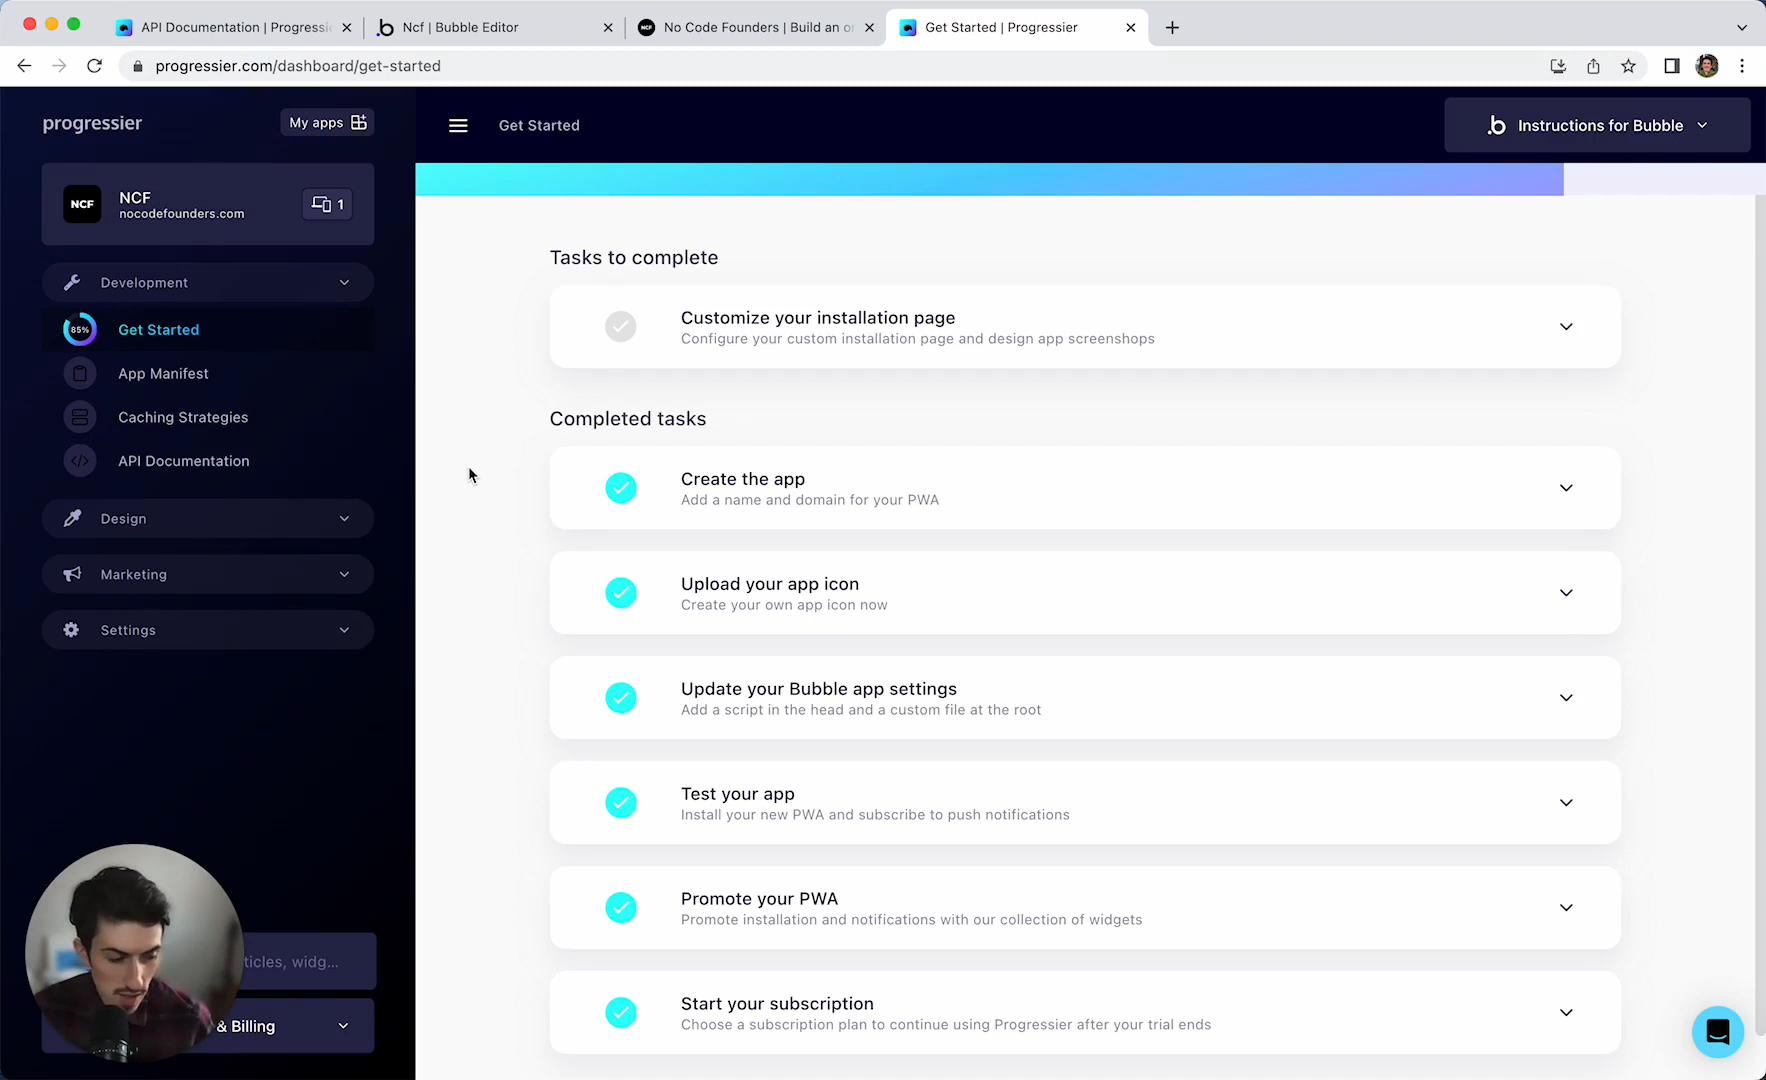 API Documentation | Progressi
Ncf | Bubble Editor
No Code Founders | Build an o
Get Started | Progressier
progressier.com/dashboard/get-started
progressier
My apps
Get Started
Instructions for Bubble
NCF
NCF
nocodefounders.com
1
Development
85%
Get Started
App Manifest
Caching Strategies
API Documentation
Design
Marketing
Settings
ticles, widg...
& Billing
Tasks to complete
Customize your installation page
Configure your custom installation page and design app screenshops
Completed tasks
Create the app
Add a name and domain for your PWA
Upload your app icon
Create your own app icon now
Update your Bubble app settings
Add a script in the head and a custom file at the root
Test your app
Install your new PWA and subscribe to push notifications
Promote your PWA
Promote installation and notifications with our collection of widgets
Start your subscription
Choose a subscription plan to continue using Progressier after your trial ends